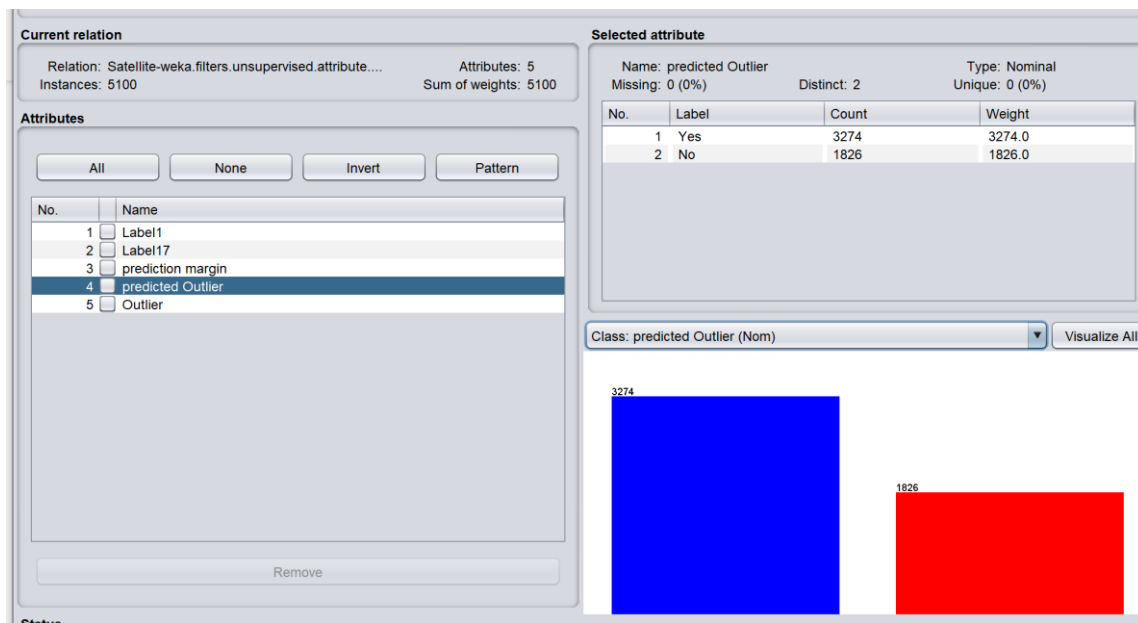 Current relation
Relation: Satellite-weka.filters.unsupervised.attribute....
Attributes: 5
Instances: 5100
Sum of weights: 5100
Attributes
All
None
Invert
Pattern
No. Name
1 Label1
2 Label17
3 prediction margin
4 predicted Outlier
5 Outlier
Remove
Status
Selected attribute
Name: predicted Outlier
Type: Nominal
Missing: 0 (0%)
Distinct: 2
Unique: 0 (0%)
No. Label Count Weight
1 Yes 3274 3274.0
2 No 1826 1826.0
Class: predicted Outlier (Nom)
Visualize All
3274
1826